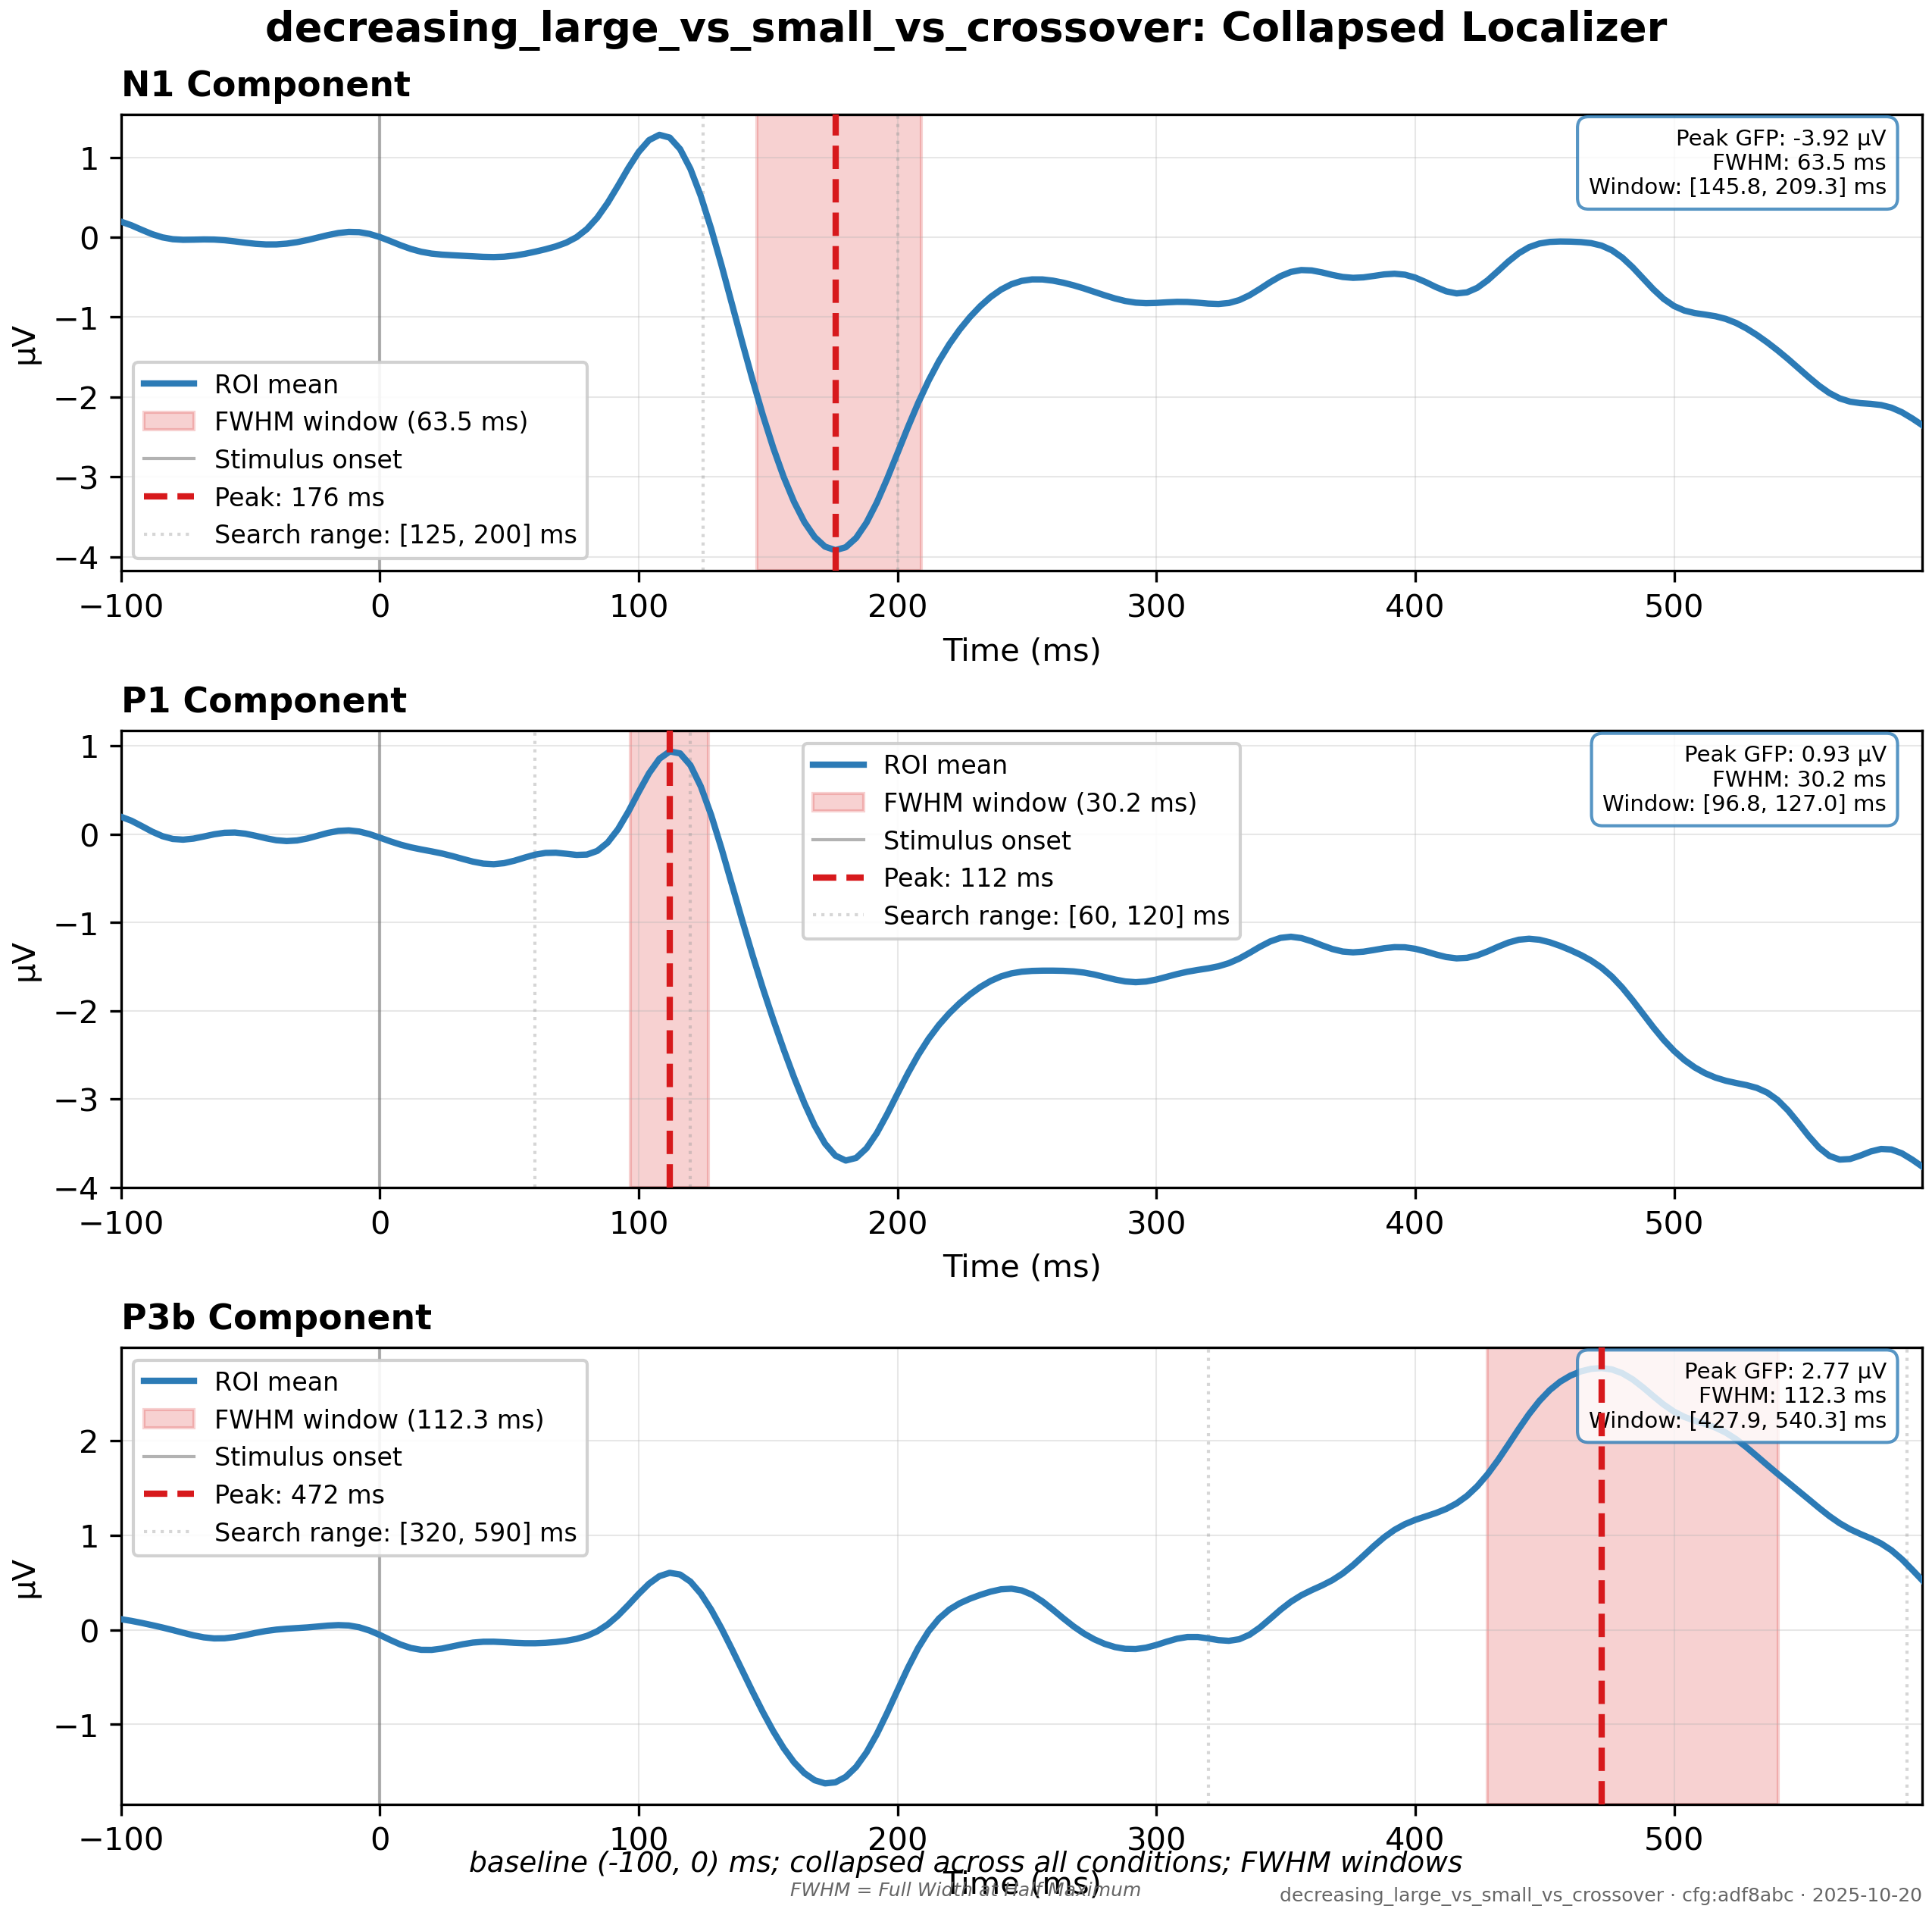 decreasing_large_vs_small_vs_crossover: Collapsed Localizer
N1 Component
Peak GFP: -3.92 µV
FWHM: 63.5 ms
Window: [145.8, 209.3] ms
1
0
−1
−2
−3
−4
µV
ROI mean
FWHM window (63.5 ms)
Stimulus onset
Peak: 176 ms
Search range: [125, 200] ms
−100 0 100 200 300 400 500
Time (ms)
P1 Component
Peak GFP: 0.93 µV
FWHM: 30.2 ms
Window: [96.8, 127.0] ms
1
0
−1
−2
−3
−4
µV
ROI mean
FWHM window (30.2 ms)
Stimulus onset
Peak: 112 ms
Search range: [60, 120] ms
−100 0 100 200 300 400 500
Time (ms)
P3b Component
ROI mean
FWHM window (112.3 ms)
Stimulus onset
Peak: 472 ms
Search range: [320, 590] ms
Peak GFP: 2.77 µV
FWHM: 112.3 ms
Window: [427.9, 540.3] ms
2
1
0
−1
µV
−100 0 100 200 300 400 500
baseline (-100, 0) ms; collapsed across all conditions; FWHM windows
Time (ms)
FWHM = Full Width at Half Maximum
decreasing_large_vs_small_vs_crossover · cfg:adf8abc · 2025-10-20